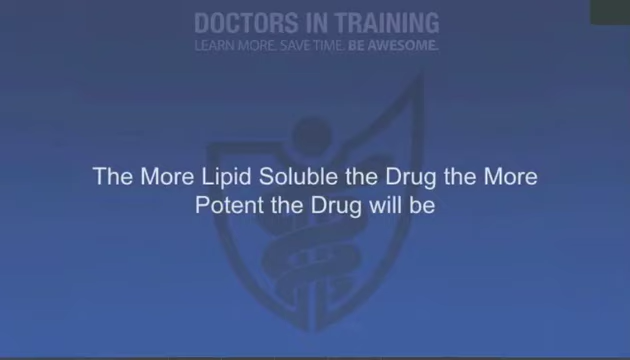 DOCTORS IN TRAINING
LEARN MORE. SAVE TIME. BE AWESOME.
The More Lipid Soluble the Drug the More
Potent the Drug will be